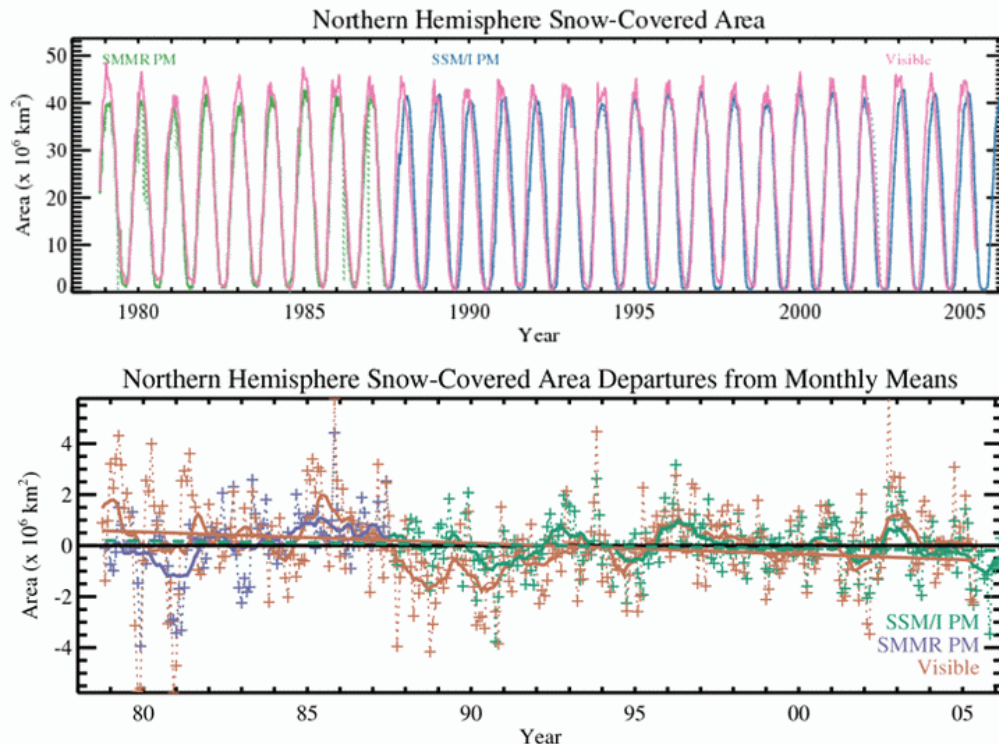 Northern Hemisphere Snow-Covered Area
SMMR PM SSM/I PM Visible
50
40
30
20
10
0
Area (x 10⁶ km²)
1980 1985 1990 1995 2000 2005
Year
Northern Hemisphere Snow-Covered Area Departures from Monthly Means
4
2
0
-2
-4
Area (x 10⁶ km²)
SSM/I PM
SMMR PM
Visible
80 85 90 95 00 05
Year